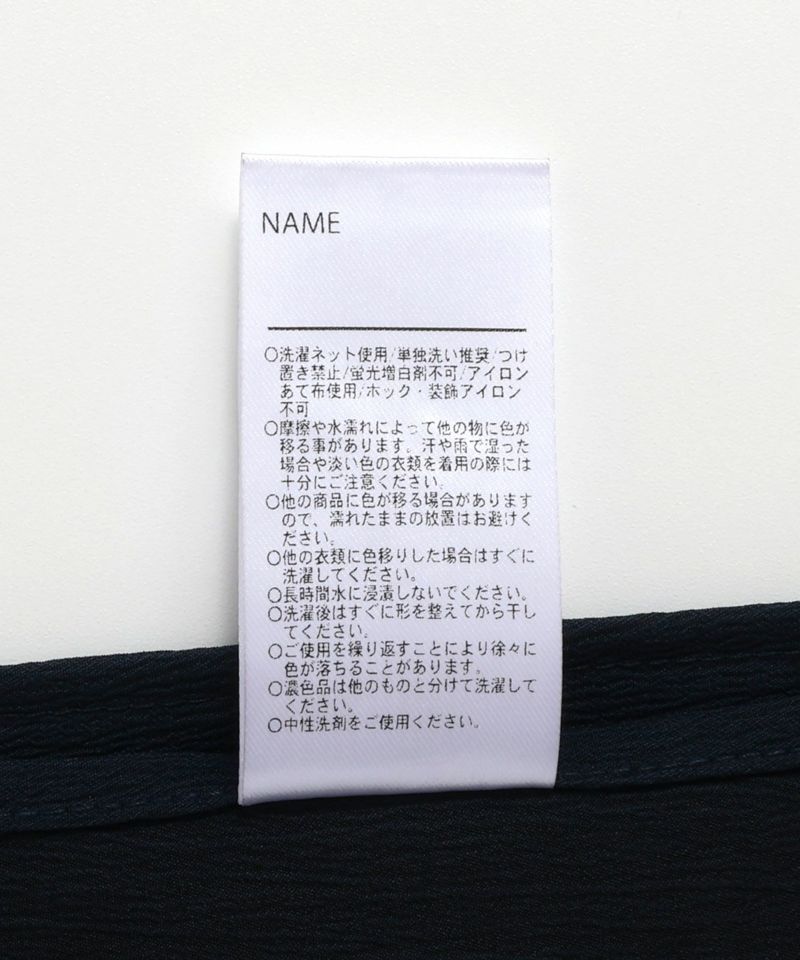 NAME
○洗濯ネット使用/単独洗い推奨/つけ
置き禁止/蛍光増白剤不可/アイロン
あて布使用/ホック・装飾アイロン
不可
○摩擦や水濡れによって他の物に色が
移る事があります。汗や雨で湿った
場合や淡い色の衣類を着用の際には
十分にご注意ください。
○他の商品に色が移る場合があります
ので、濡れたままの放置はお避けく
ださい。
○他の衣類に色移りした場合はすぐに
洗濯してください。
○長時間水に浸漬しないでください。
○洗濯後はすぐに形を整えてから干し
てください。
○ご使用を繰り返すことにより徐々に
色が落ちることがあります。
○濃色品は他のものと分けて洗濯して
ください。
○中性洗剤をご使用ください。